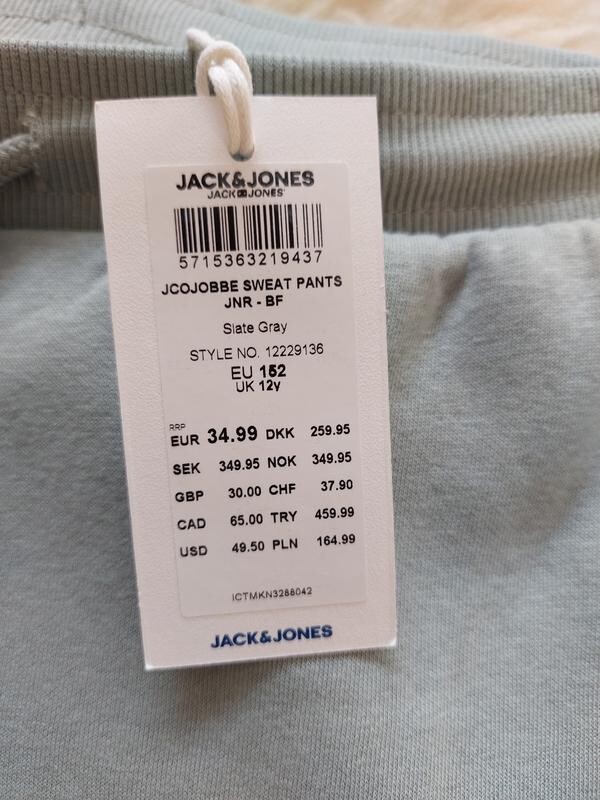 JACK&JONES
JACK JONES
5715363219437
JCOJOBBE SWEAT PANTS
JNR - BF
Slate Gray
STYLE NO. 12229136
EU 152
UK 12y
RRP
EUR 34.99 DKK 259.95
SEK 349.95 NOK 349.95
GBP 30.00 CHF 37.90
CAD 65.00 TRY 459.99
USD 49.50 PLN 164.99
ICTMKN3288042
JACK&JONES